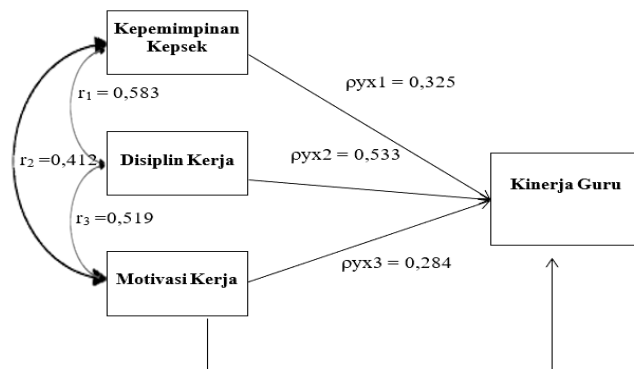 Kepemimpinan
Kepsek
r₁ = 0,583
ρyx1 = 0,325
r₂ =0,412
Disiplin Kerja
ρyx2 = 0,533
Kinerja Guru
r₃ =0,519
Motivasi Kerja
ρyx3 = 0,284